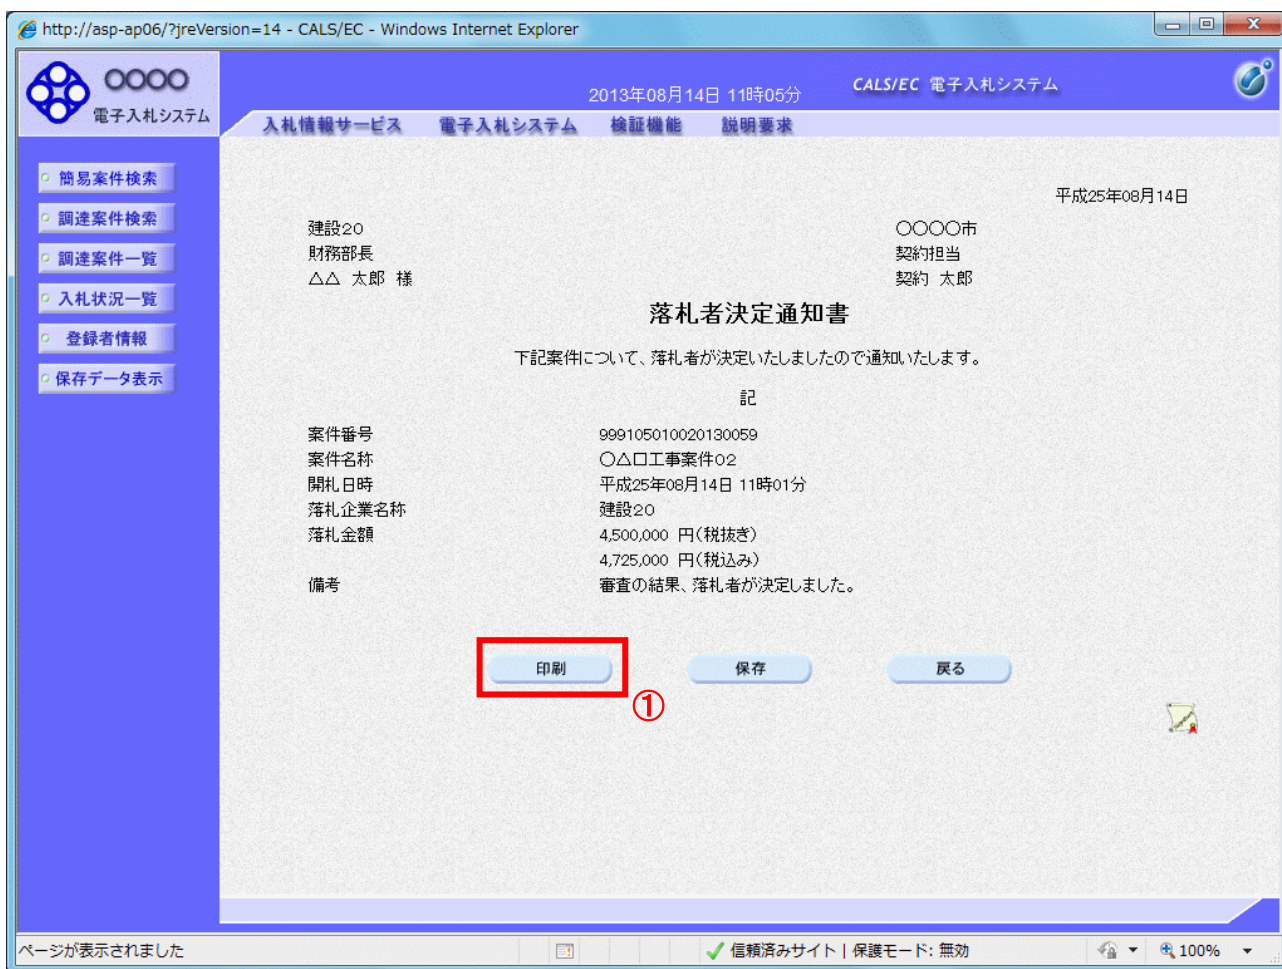 http://asp-ap06/?jreVersion=14 - CALS/EC - Windows Internet Explorer
○○○○
電子入札システム
2013年08月14日 11時05分
CALS/EC 電子入札システム
入札情報サービス 電子入札システム 検証機能 説明要求
簡易案件検索
調達案件検索
調達案件一覧
入札状況一覧
登録者情報
保存データ表示
平成25年08月14日
建設20
財務部長
△△ 太郎 様
○○○○市
契約担当
契約 太郎
落札者決定通知書
下記案件について、落札者が決定いたしましたので通知いたします。
記
案件番号 999105010020130059
案件名称 ○△口工事案件02
開札日時 平成25年08月14日 11時01分
落札企業名称 建設20
落札金額 4,500,000 円(税抜き)
4,725,000 円(税込み)
備考 審査の結果、落札者が決定しました。
印刷 保存 戻る
①
ページが表示されました
信頼済みサイト | 保護モード: 無効
100%